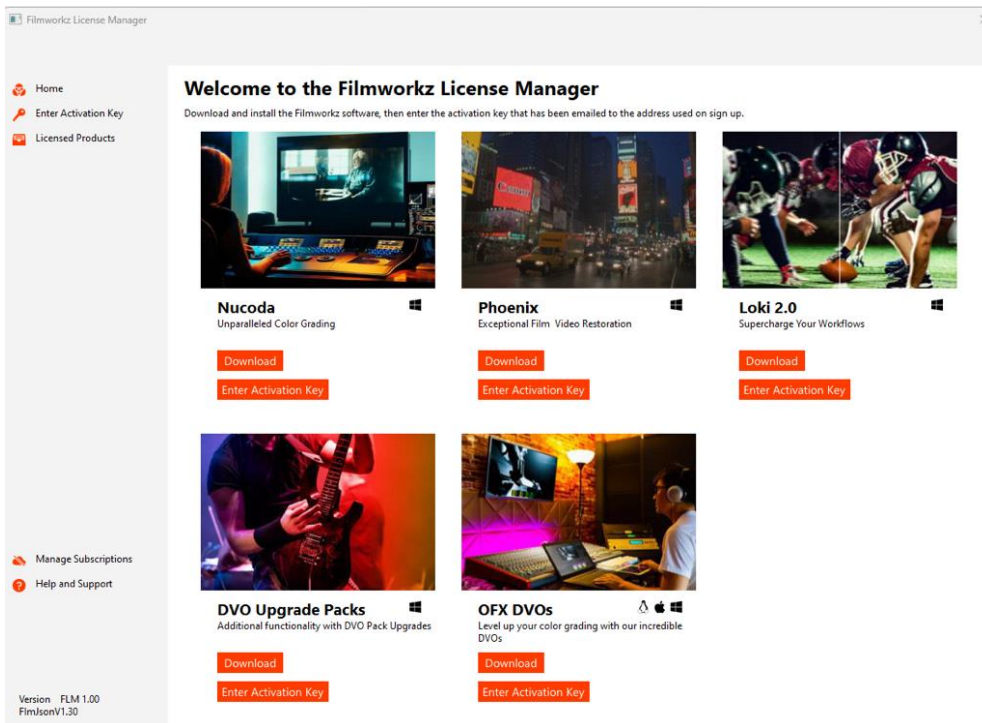 Filmworkz License Manager
Home
Enter Activation Key
Licensed Products
Manage Subscriptions
Help and Support
Version FLM 1.00
FlmJsonV1.30
Welcome to the Filmworkz License Manager
Download and install the Filmworkz software, then enter the activation key that has been emailed to the address used on sign up.
Nucoda
Unparalleled Color Grading
Download
Enter Activation Key
Canon
Phoenix
Exceptional Film Video Restoration
Download
Enter Activation Key
Loki 2.0
Supercharge Your Workflows
Download
Enter Activation Key
DVO Upgrade Packs
Additional functionality with DVO Pack Upgrades
Download
Enter Activation Key
OFX DVOs
Level up your color grading with our incredible
DVOs
Download
Enter Activation Key